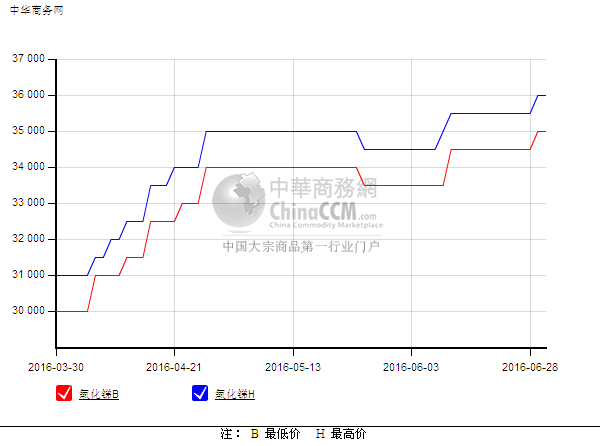 中华商务网
37 000
36 000
35 000
34 000
33 000
32 000
31 000
30 000
中華商務網
ChinaCCM.com
China Commodity Marketplace
中国大宗商品第一行业门户
2016-03-30
2016-04-21
2016-05-13
2016-06-03
2016-06-28
氧化锑B
氧化锑H
注： B 最低价 H 最高价